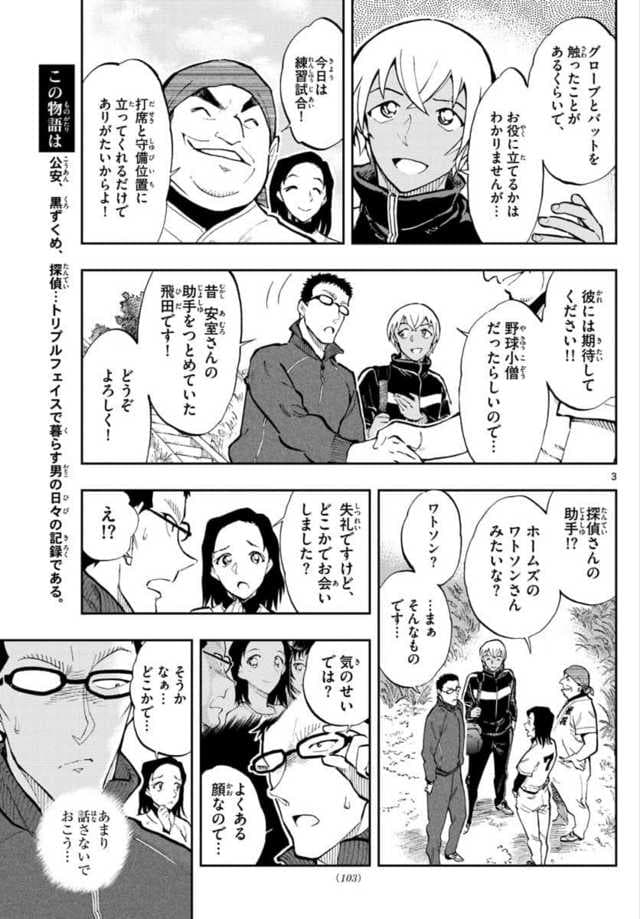 グローブとバットを
触ったことが
あるくらいで、
お役に立てるかは
わかりませんが…
今日は
練習試合!
打席と守備位置に
立ってくれるだけで
ありがたいからよ!
彼には期待して
ください!!
野球小僧
だったらしいので…
昔 安室さんの
助手をつとめていた
飛田です!
どうぞ
よろしく!
3
探偵さんの
助手!?
ホームズの
ワトソンさん
みたいな?
ワトソン?
…まぁ
そんなもの
です…
失礼ですけど、
どこかでお会い
しました?
え!?
気のせい
では?
よくある
顔なので…
そうか
なぁ…
どこかで…
あまり
話さないで
おこう…
この物語は
公安、黒ずくめ、探偵…トリプルフェイスで暮らす男の日々の記録である。
7
(103)